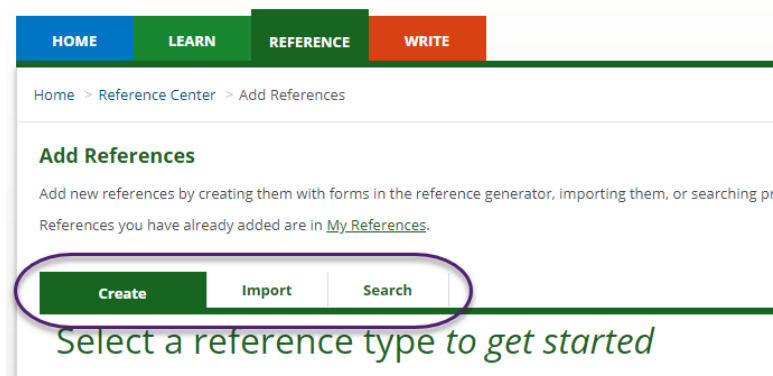 HOME LEARN REFERENCE WRITE
Home > Reference Center > Add References
Add References
Add new references by creating them with forms in the reference generator, importing them, or searching
References you have already added are in My References.
Create Import Search
Select a reference type to get started